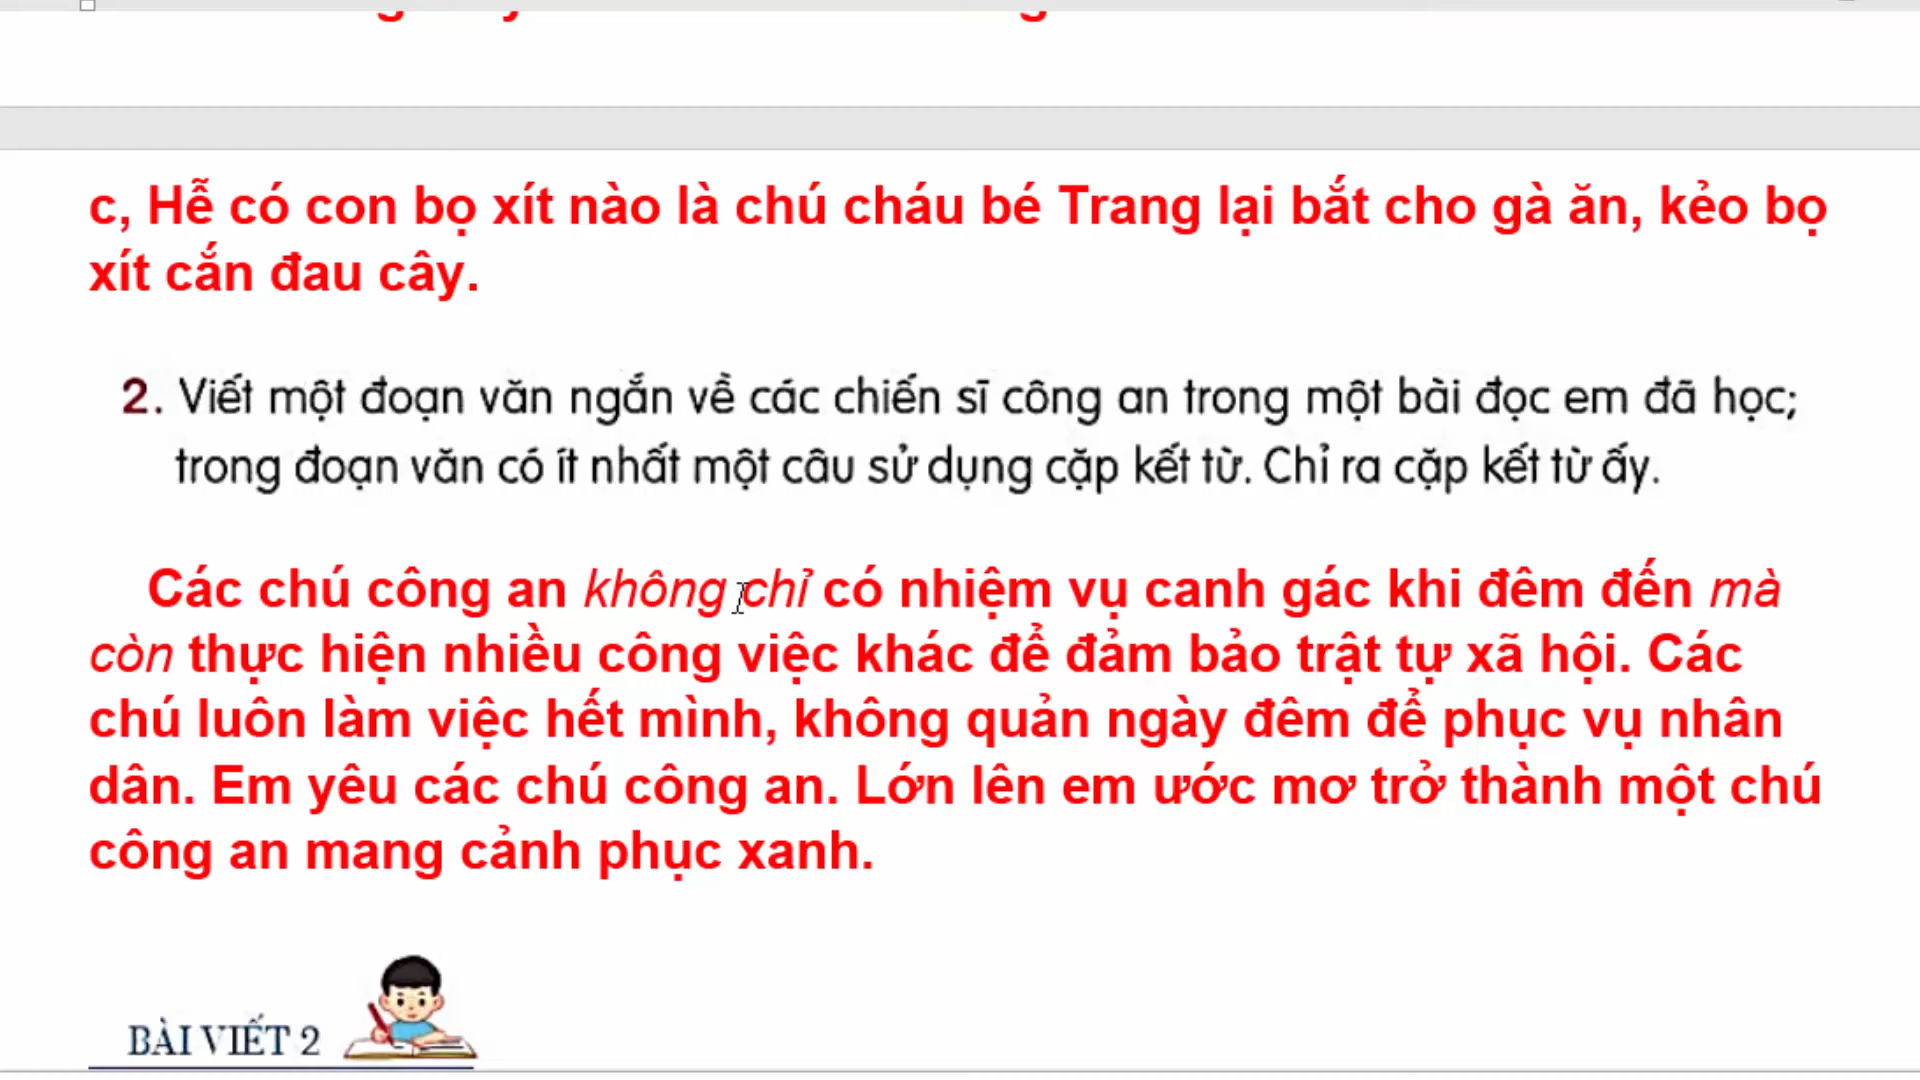 c, Hễ có con bọ xít nào là chú cháu bé Trang lại bắt cho gà ăn, kẻo bọ
xít cắn đau cây.
2. Viết một đoạn văn ngắn về các chiến sĩ công an trong một bài đọc em đã học;
trong đoạn văn có ít nhất một câu sử dụng cặp kết từ. Chỉ ra cặp kết từ ấy.
Các chú công an không chỉ có nhiệm vụ canh gác khi đêm đến mà
còn thực hiện nhiều công việc khác để đảm bảo trật tự xã hội. Các
chú luôn làm việc hết mình, không quản ngày đêm để phục vụ nhân
dân. Em yêu các chú công an. Lớn lên em ước mơ trở thành một chú
công an mang cảnh phục xanh.
BÀI VIẾT 2